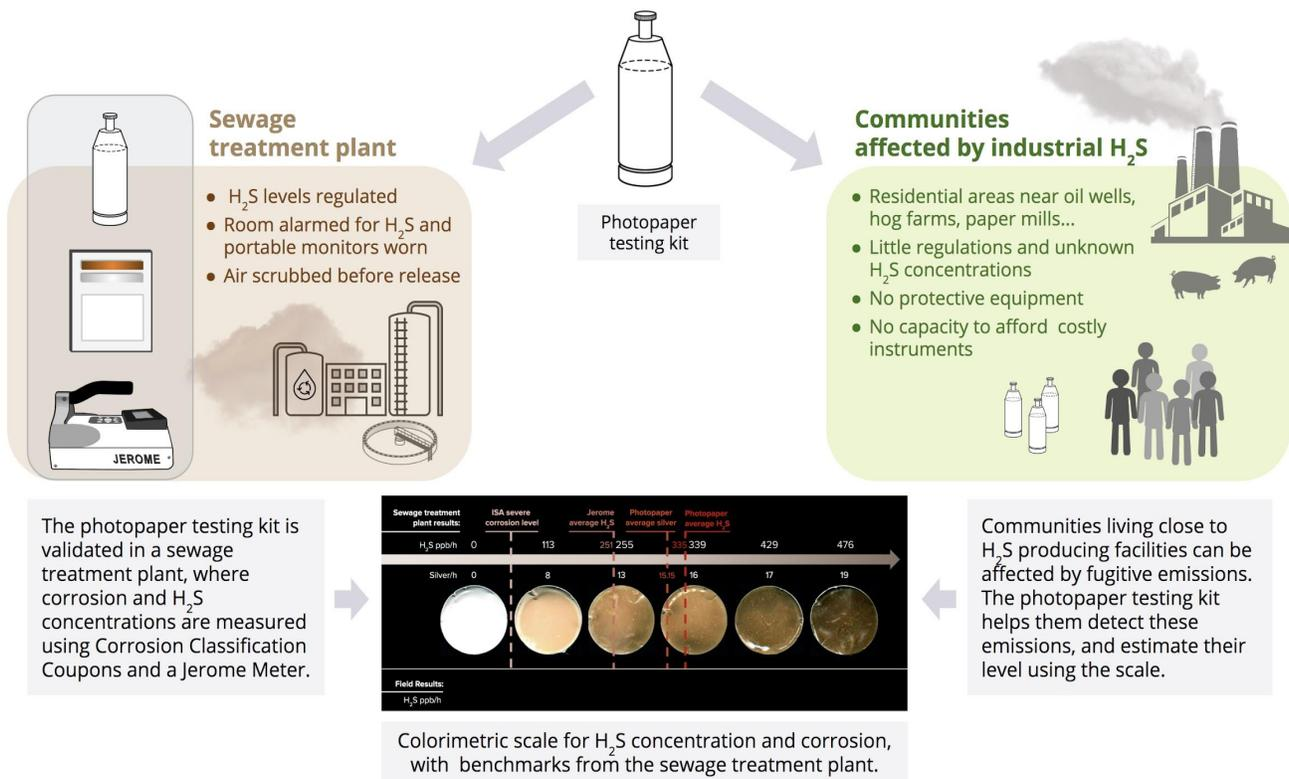 Photopaper
testing kit
Sewage
treatment plant
• H₂S levels regulated
• Room alarmed for H₂S and
portable monitors worn
• Air scrubbed before release
JEROME
Communities
affected by industrial H₂S
• Residential areas near oil wells,
hog farms, paper mills...
• Little regulations and unknown
H₂S concentrations
• No protective equipment
• No capacity to afford costly
instruments
The photopaper testing kit is
validated in a sewage
treatment plant, where
corrosion and H₂S
concentrations are measured
using Corrosion Classification
Coupons and a Jerome Meter.
Sewage treatment
plant results:
ISA severe
corrosion level
Jerome
average H₂S
Photopaper
average silver
Photopaper
average H₂S
H₂S ppb/h 0 113 251 255 335 339 429 476
Silver/h 0 8 13 15.15 16 17 19
Field Results:
H₂S ppb/h
Communities living close to
H₂S producing facilities can be
affected by fugitive emissions.
The photopaper testing kit
helps them detect these
emissions, and estimate their
level using the scale.
Colorimetric scale for H₂S concentration and corrosion,
with benchmarks from the sewage treatment plant.